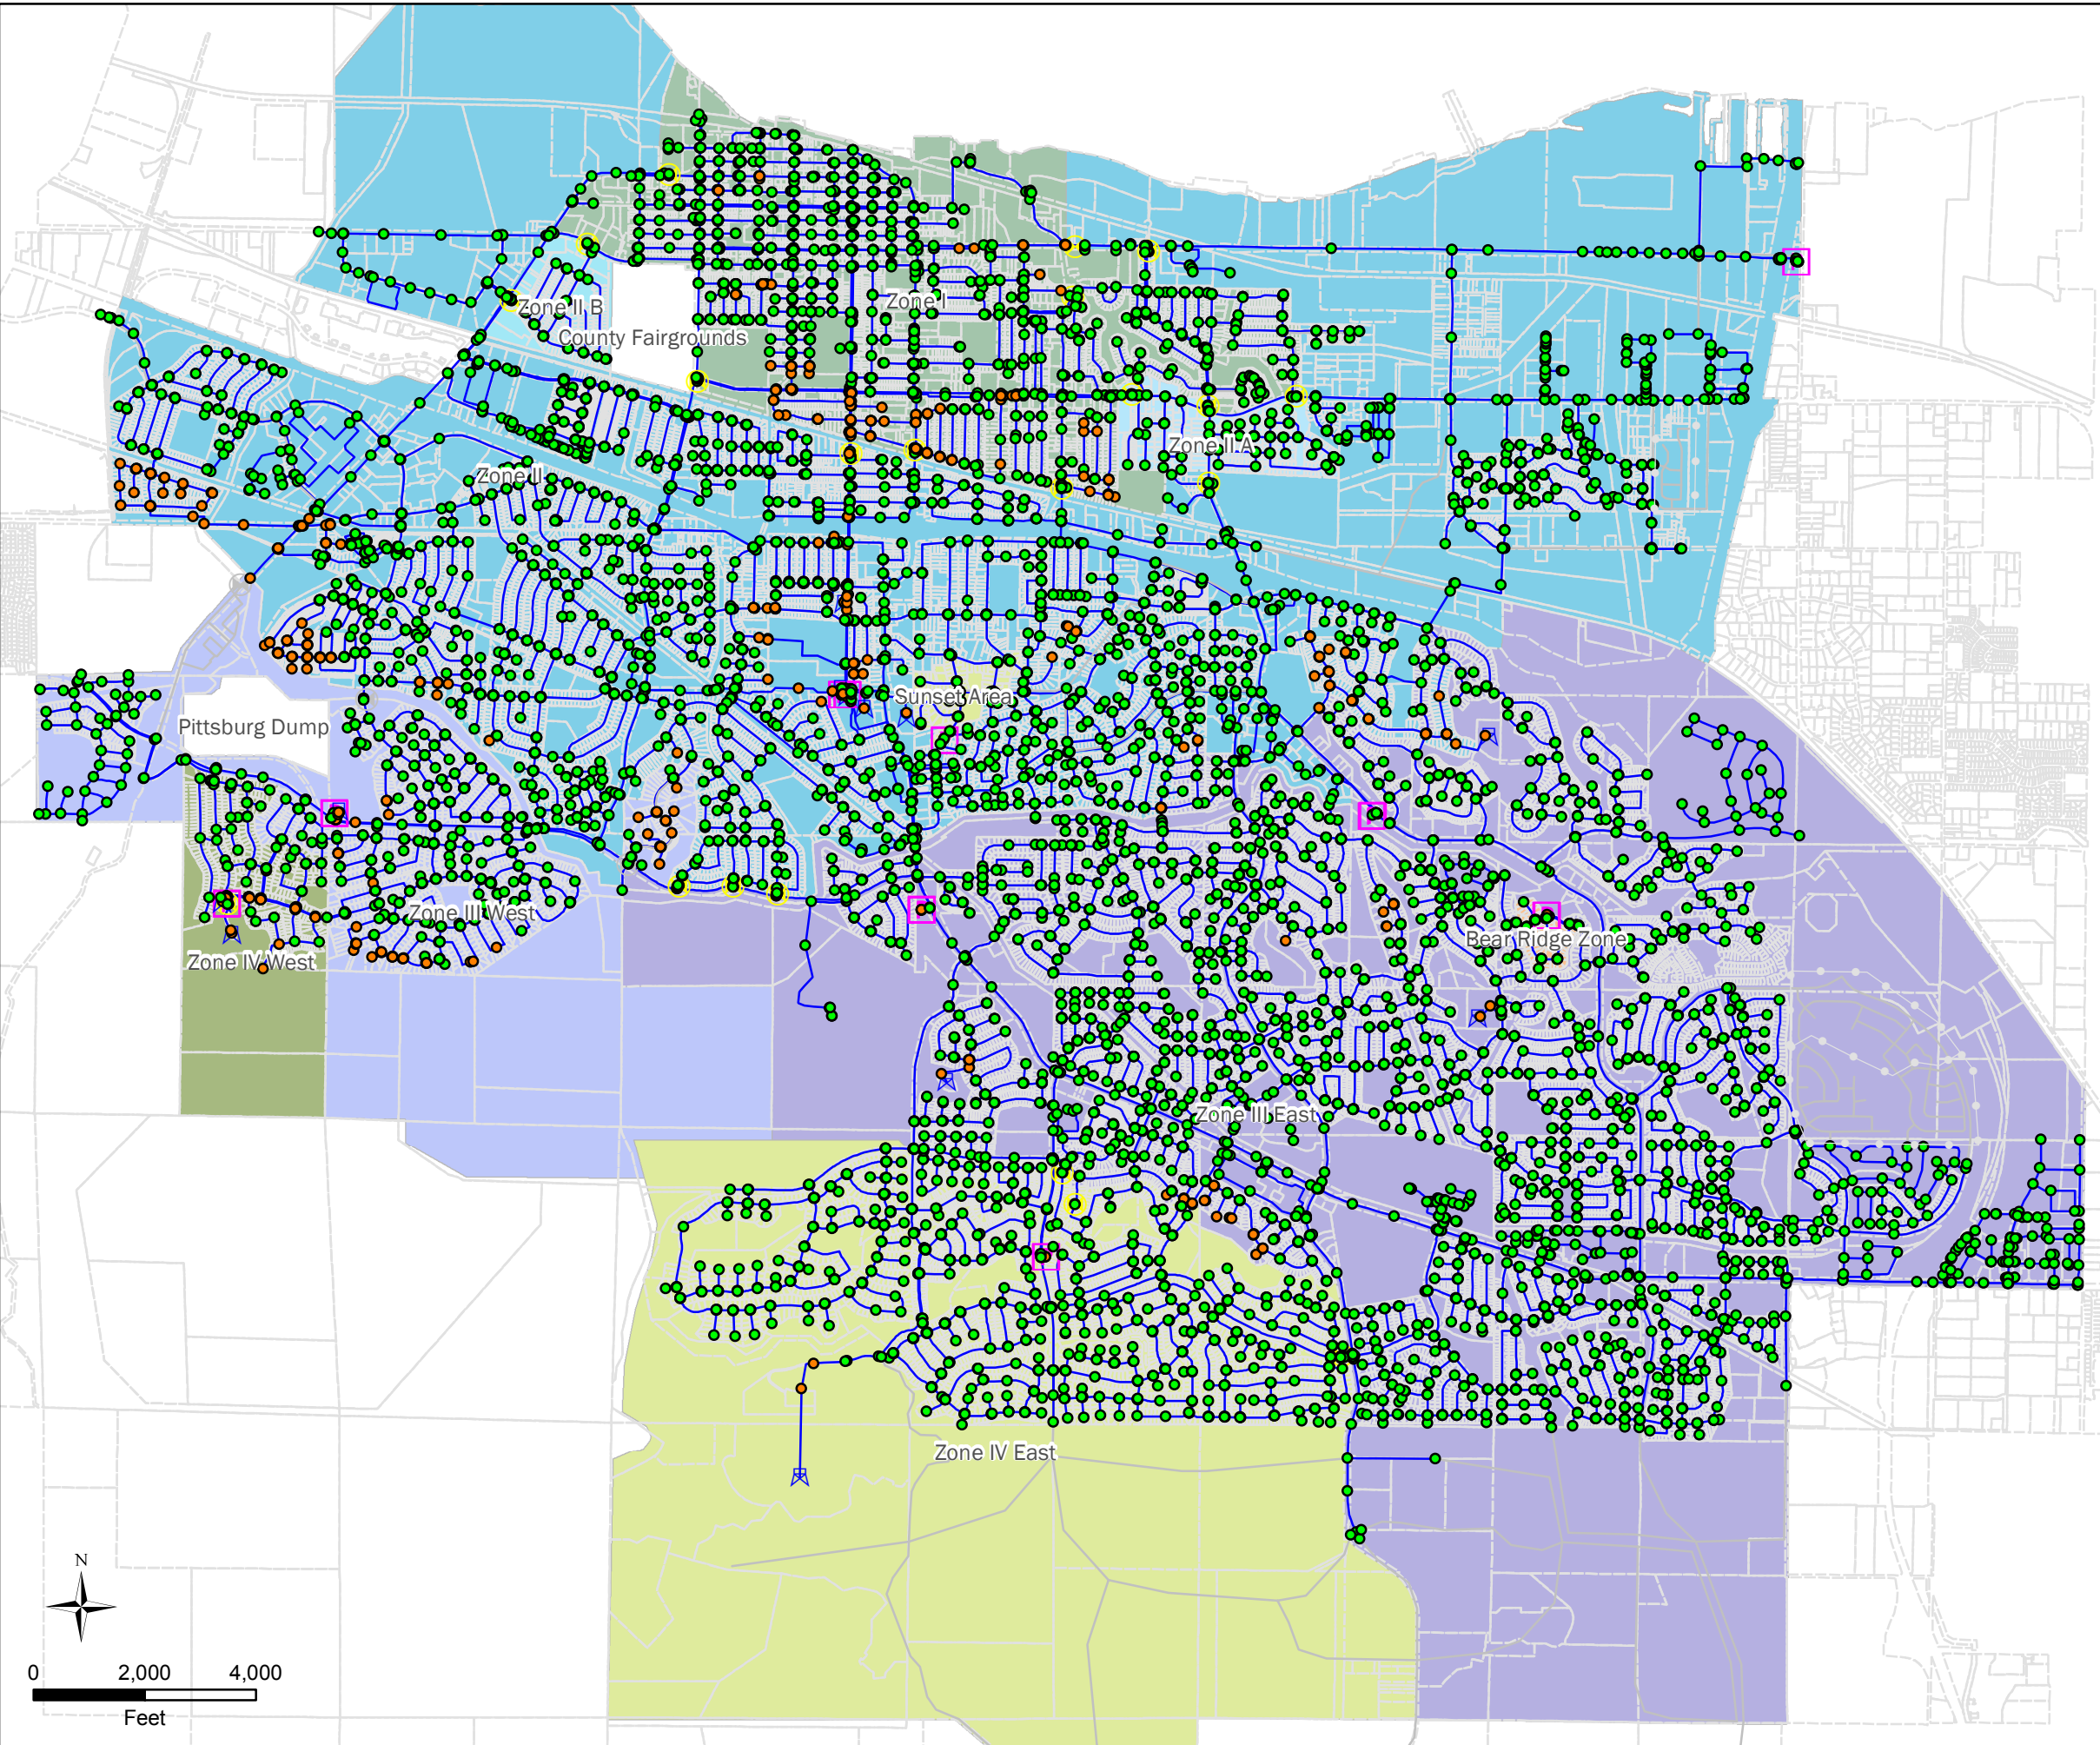 Zone II B
Zone I
County Fairgrounds
Zone II A
Zone II
Sunset Area
Pittsburg Dump
Zone III West
Bear Ridge Zone
Zone IV West
Zone III East
Zone IV East
N
0 2,000 4,000
Feet